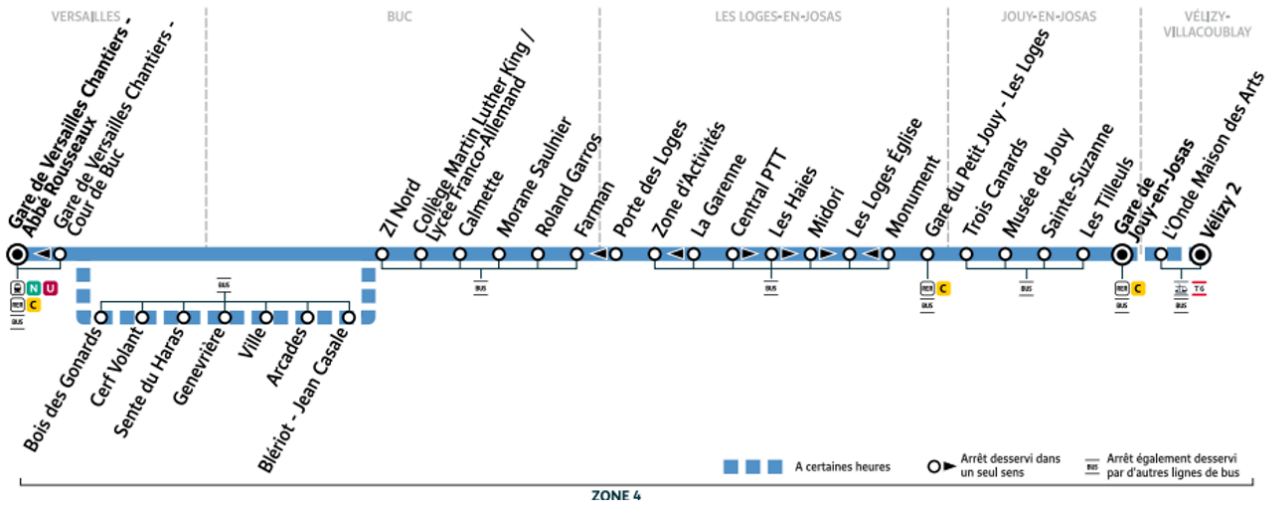 VERSAILLES
BUC
LES LOGES-EN-JOSAS
JOUY-EN-JOSAS
VÉLIZY-
VILLACOUBLAY
Gare de Versailles Chantiers -
Abbé Rousseaux
Gare de Versailles Chantiers -
Cour de Buc
ZI Nord
Collège Martin Luther King /
Lycée Franco-Allemand
Calmette
Morane Saulnier
Roland Garros
Farman
Porte des Loges
Zone d'Activités
La Garenne
Central PTT
Les Haies
Midori
Les Loges Église
Monument
Gare du Petit Jouy - Les Loges
Trois Canards
Musée de Jouy
Sainte-Suzanne
Les Tilleuls
Gare de
Jouy-en-Josas
L'Onde Maison des Arts
Vélizy 2
N U
RER C
BUS
BUS
BUS
BUS
RER C
BUS
BUS
RER C
BUS
T6
BUS
Bois des Gonards
Cerf Volant
Sente du Haras
Genevrière
Ville
Arcades
Blériot - Jean Casale
A certaines heures
Arrêt desservi dans
un seul sens
BUS
Arrêt également desservi
par d'autres lignes de bus
ZONE 4